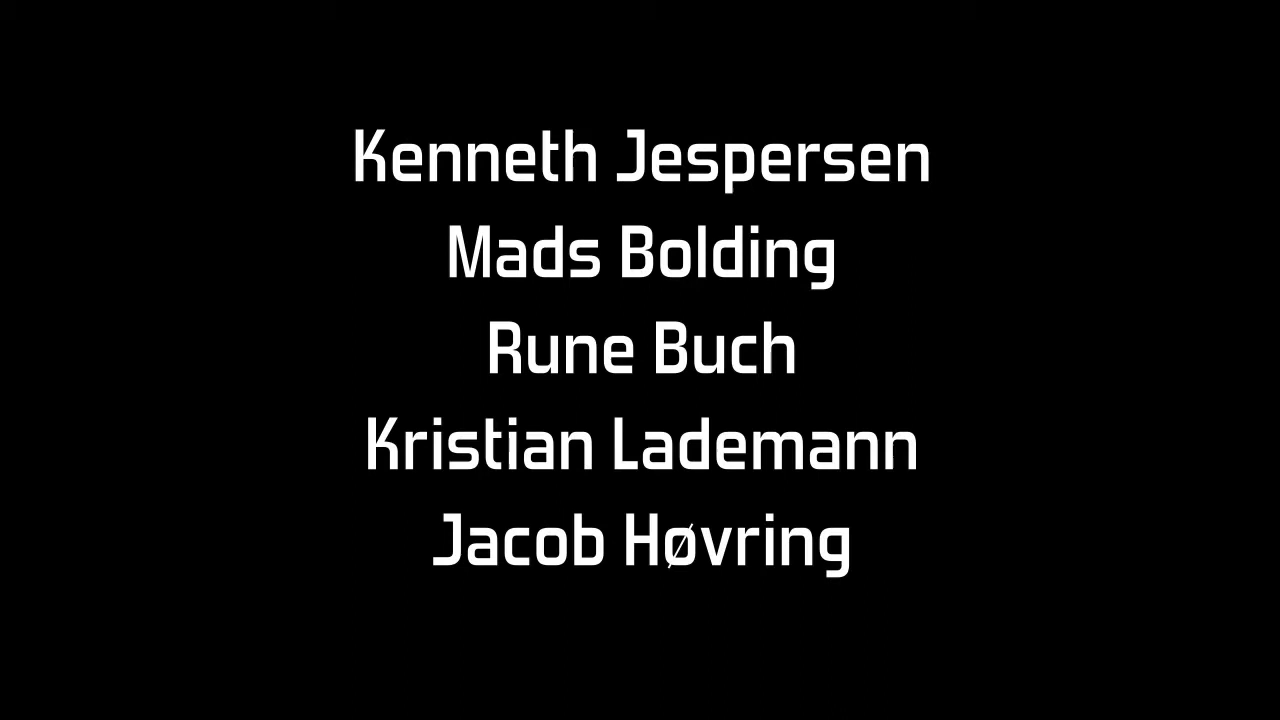 Kenneth Jespersen
Mads Bolding
Rune Buch
Kristian Lademann
Jacob Høvring